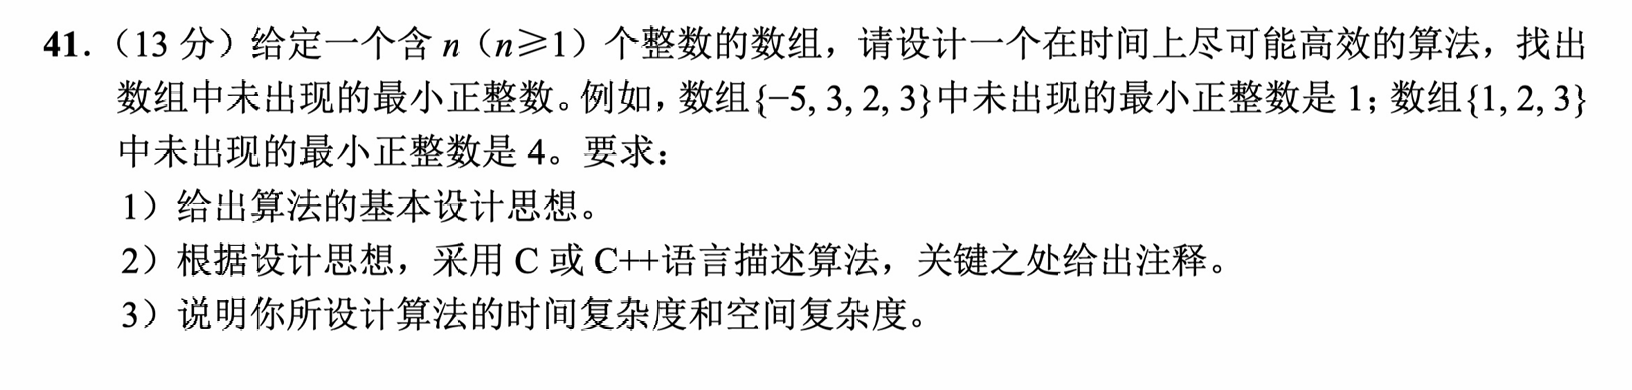 41.（13 分）给定一个含 n（n≥1）个整数的数组，请设计一个在时间上尽可能高效的算法，找出
数组中未出现的最小正整数。例如，数组{−5, 3, 2, 3}中未出现的最小正整数是 1；数组{1, 2, 3}
中未出现的最小正整数是 4。要求：
1）给出算法的基本设计思想。
2）根据设计思想，采用 C 或 C++语言描述算法，关键之处给出注释。
3）说明你所设计算法的时间复杂度和空间复杂度。